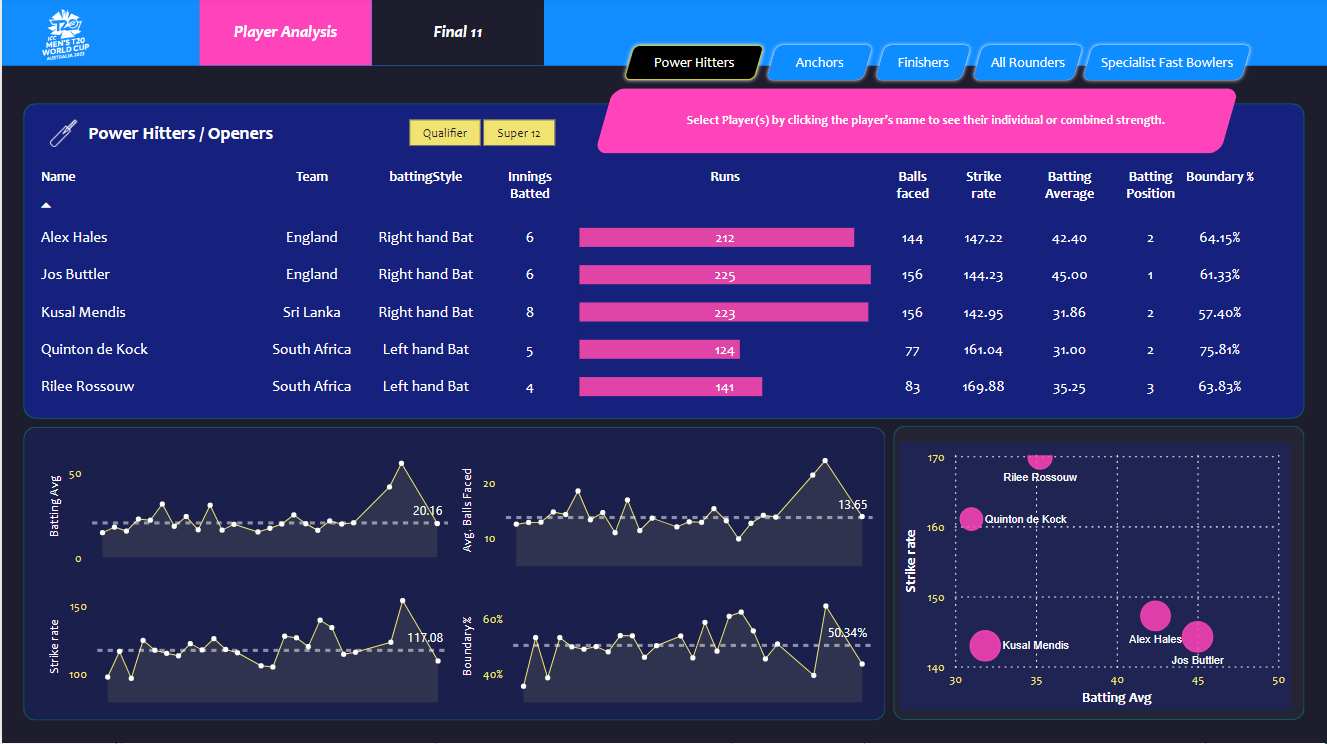 ICC
MEN'S T20
WORLD CUP
AUSTRALIA 2022
Player Analysis
Final 11
Power Hitters
Anchors
Finishers
All Rounders
Specialist Fast Bowlers
Select Player(s) by clicking the player's name to see their individual or combined strength.
Power Hitters / Openers
Qualifier
Super 12
Name Team battingStyle Innings Batted Runs Balls faced Strike rate Batting Average Batting Position Boundary %
Alex Hales England Right hand Bat 6 212 144 147.22 42.40 2 64.15%
Jos Buttler England Right hand Bat 6 225 156 144.23 45.00 1 61.33%
Kusal Mendis Sri Lanka Right hand Bat 8 223 156 142.95 31.86 2 57.40%
Quinton de Kock South Africa Left hand Bat 5 124 77 161.04 31.00 2 75.81%
Rilee Rossouw South Africa Left hand Bat 4 141 83 169.88 35.25 3 63.83%
Batting Avg
50
0
20.16
Avg. Balls Faced
20
10
13.65
Strike rate
150
100
117.08
Boundary%
60%
40%
50.34%
Strike rate
170
160
150
140
Rilee Rossouw
Quinton de Kock
Alex Hales
Kusal Mendis
Jos Buttler
30 35 40 45 50
Batting Avg